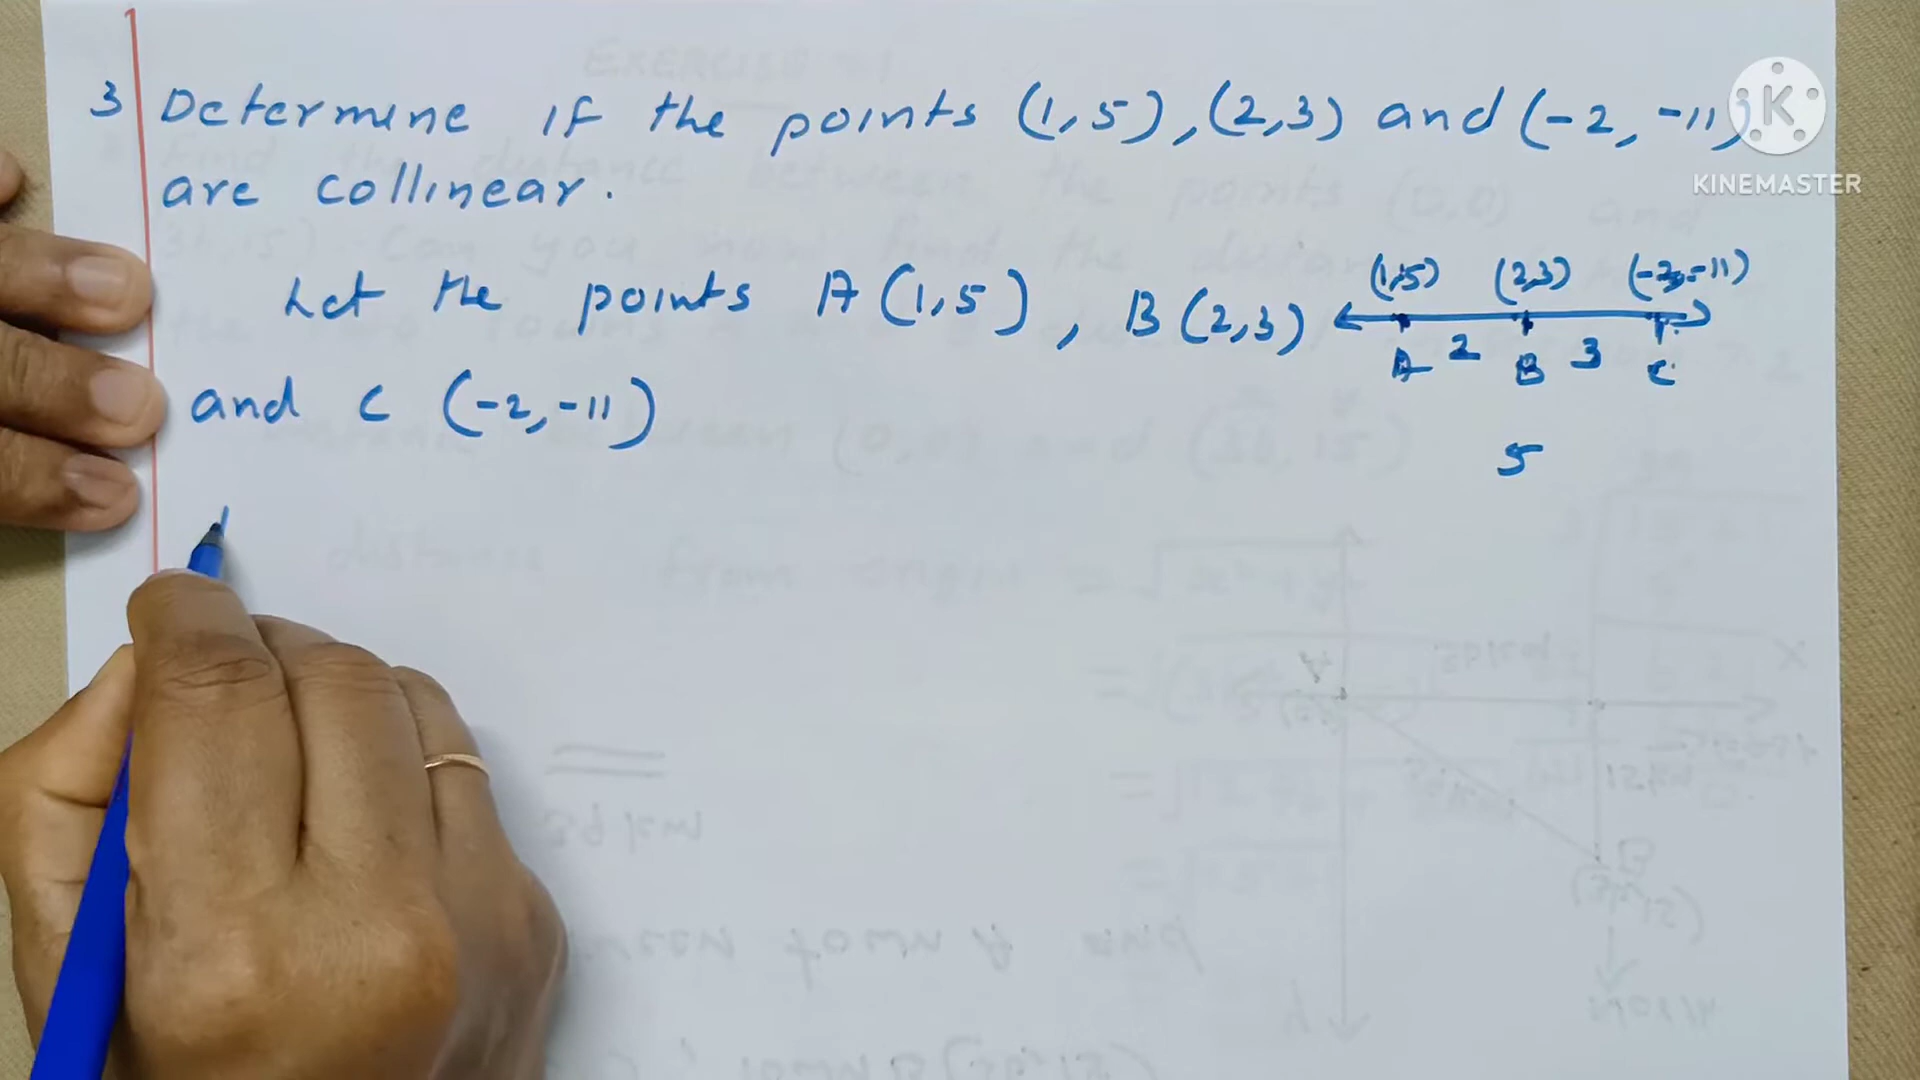 3 Determine if the points (1,5), (2,3) and (-2, -11)
are collinear.
Let the points A (1,5), B (2,3)
and C (-2, -11)
(1,5) (2,3) (-2,-11)
A 2 B 3 C
5
K
KINEMASTER